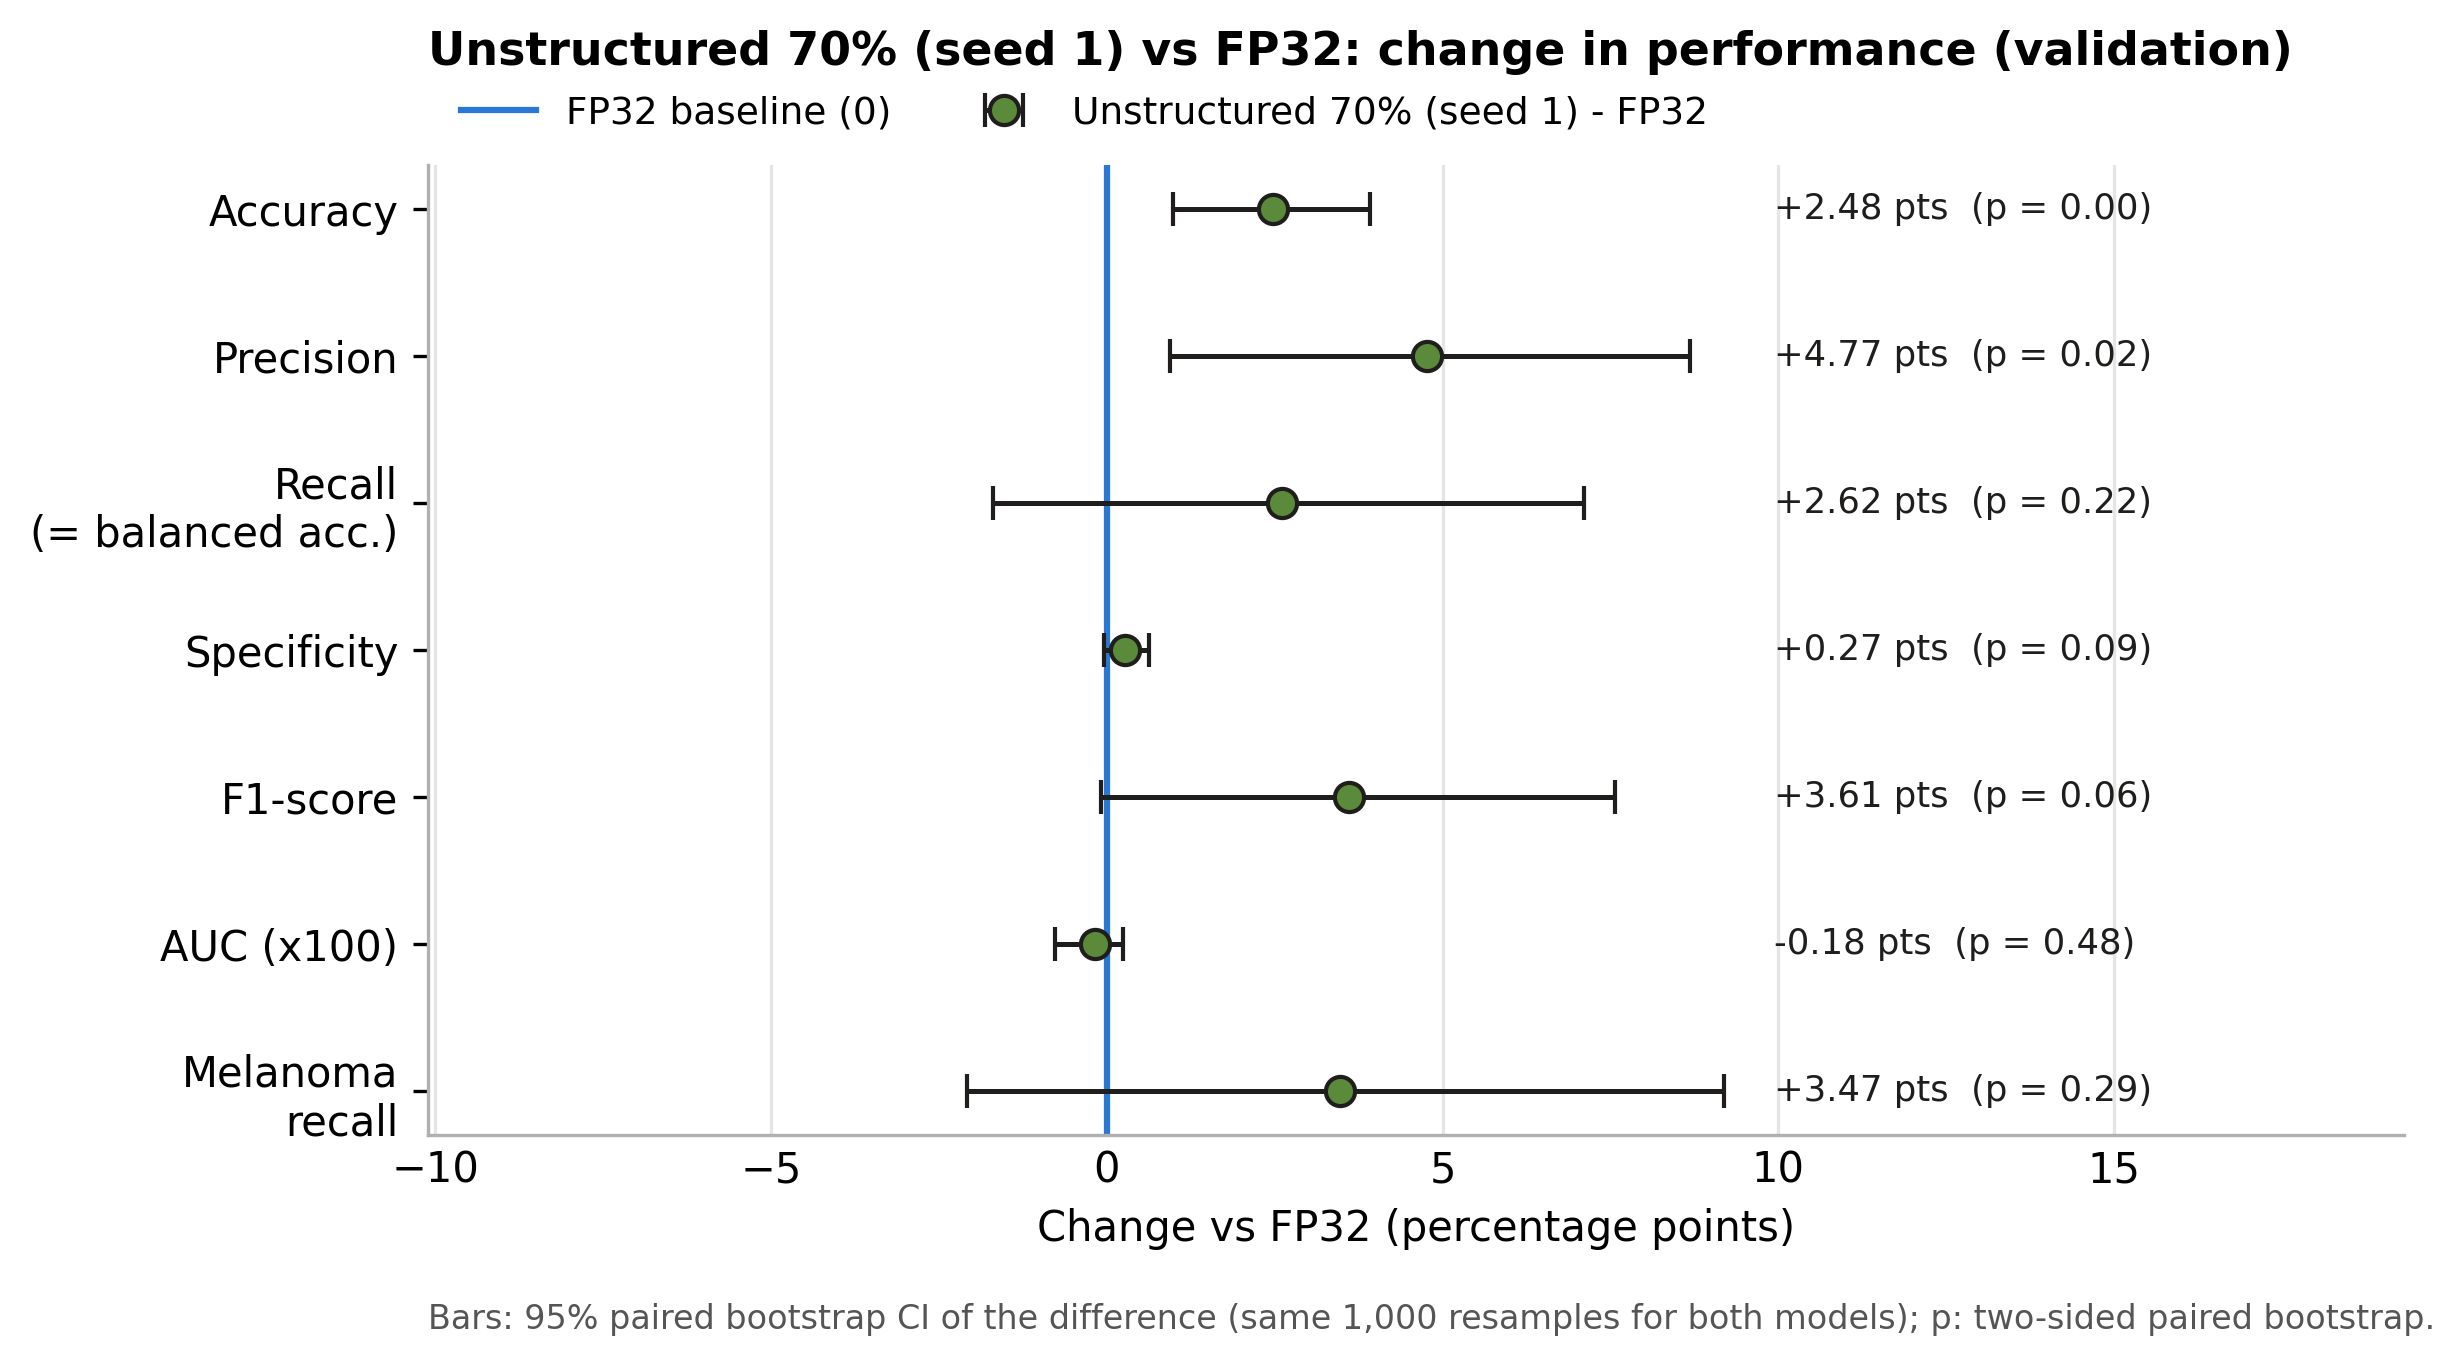 Unstructured 70% (seed 1) vs FP32: change in performance (validation)
FP32 baseline (0)
Unstructured 70% (seed 1) - FP32
Accuracy
+2.48 pts (p = 0.00)
Precision
+4.77 pts (p = 0.02)
Recall
(= balanced acc.)
+2.62 pts (p = 0.22)
Specificity
+0.27 pts (p = 0.09)
F1-score
+3.61 pts (p = 0.06)
AUC (x100)
-0.18 pts (p = 0.48)
Melanoma
recall
+3.47 pts (p = 0.29)
−10 −5 0 5 10 15
Change vs FP32 (percentage points)
Bars: 95% paired bootstrap CI of the difference (same 1,000 resamples for both models); p: two-sided paired bootstrap.